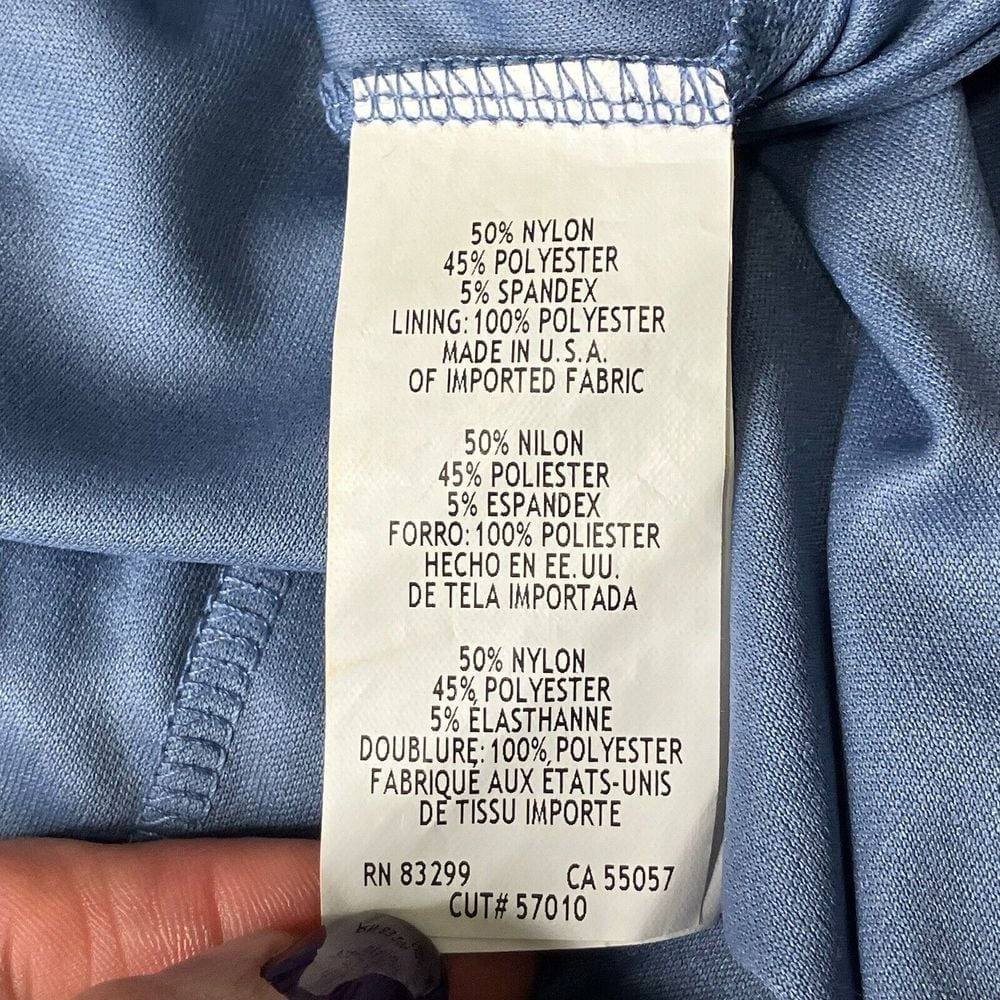 50% NYLON
45% POLYESTER
5% SPANDEX
LINING: 100% POLYESTER
MADE IN U.S.A.
OF IMPORTED FABRIC
50% NILON
45% POLIESTER
5% ESPANDEX
FORRO: 100% POLIESTER
HECHO EN EE.UU.
DE TELA IMPORTADA
50% NYLON
45% POLYESTER
5% ÉLASTHANNE
DOUBLURE: 100% POLYESTER
FABRIQUÉ AUX ÉTATS-UNIS
DE TISSU IMPORTE
RN 83299 CA 55057
CUT# 57010